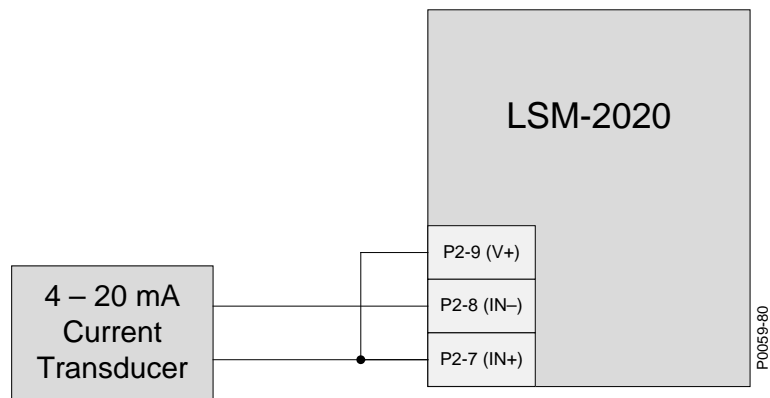 LSM-2020
P2-9 (V+)
P2-8 (IN–)
P2-7 (IN+)
4 – 20 mA
Current
Transducer
P0059-80